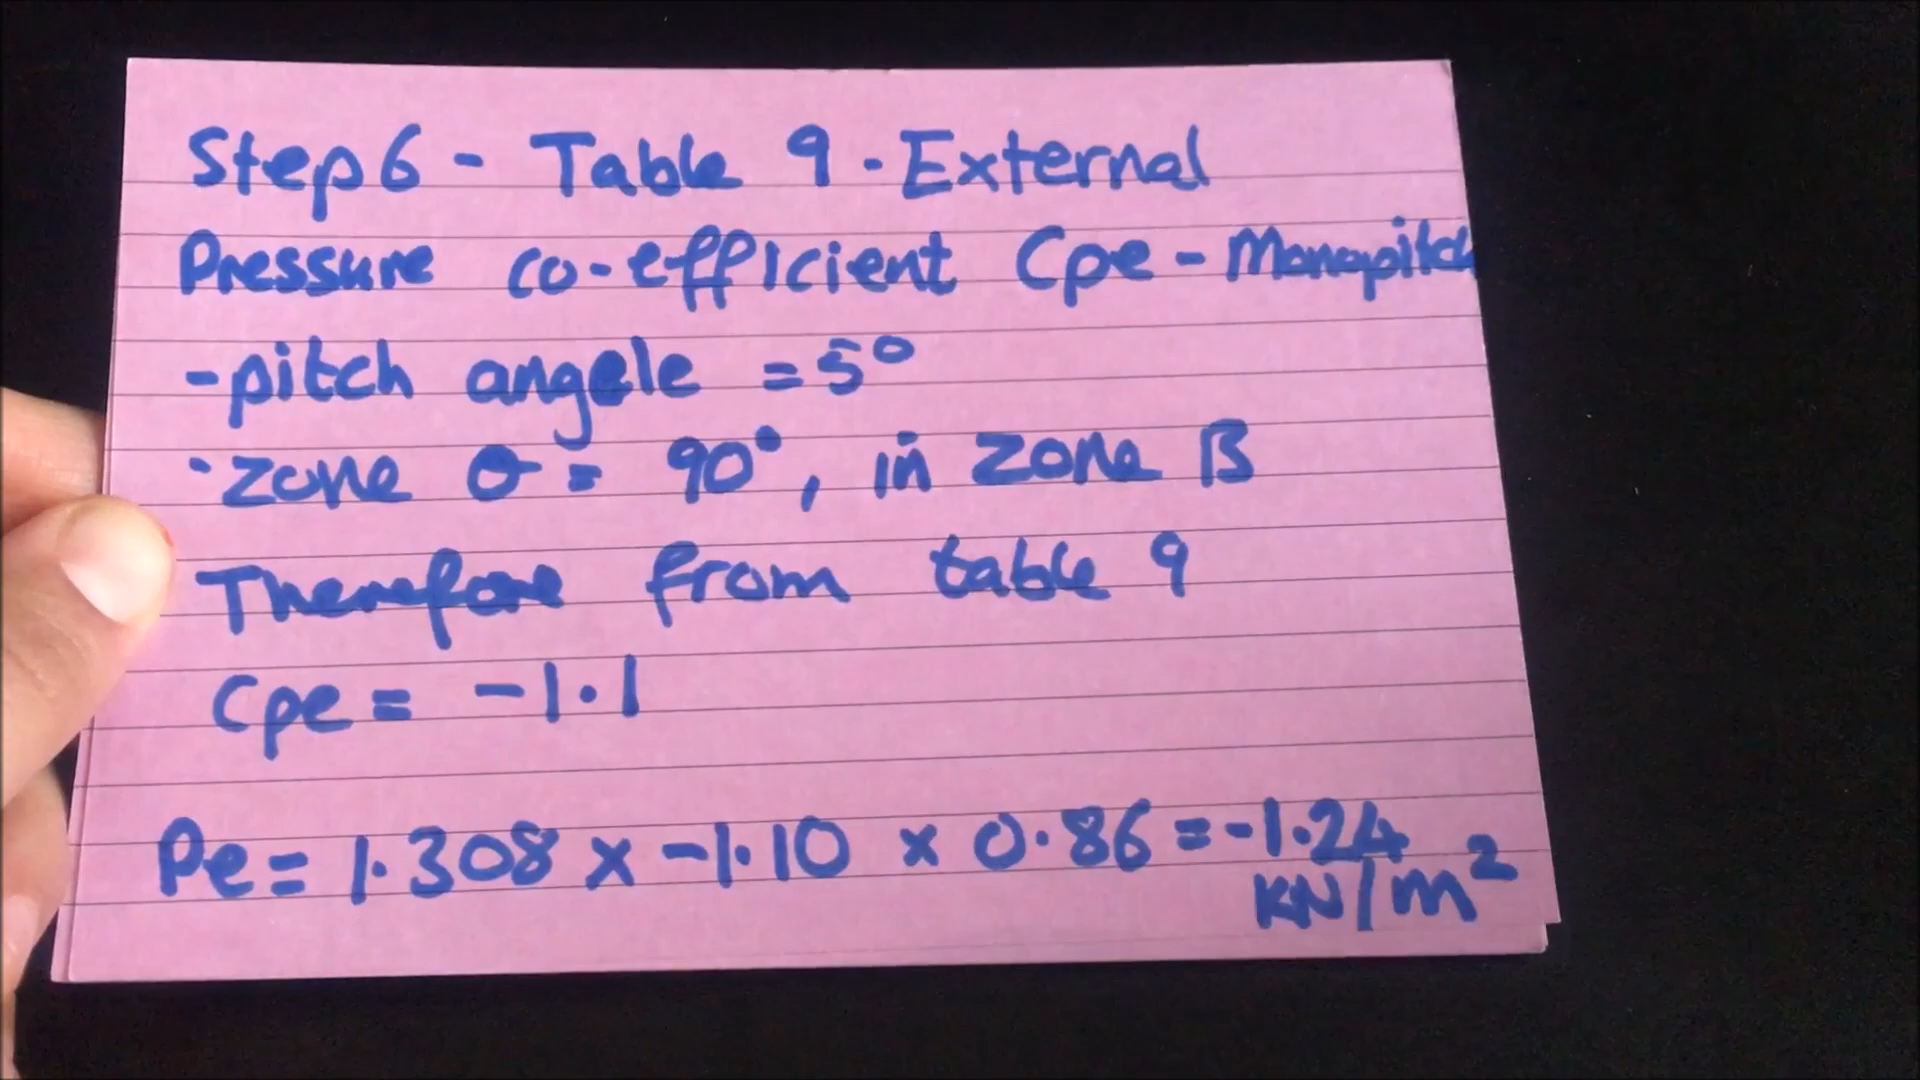 Step 6 - Table 9 - External
Pressure co-efficient Cpe - Monopitch
- pitch angele = 5°
- zone θ = 90°, in zone B
Therefore from table 9
Cpe = -1.1
Pe = 1.308 x -1.10 x 0.86 = -1.24
KN/m²